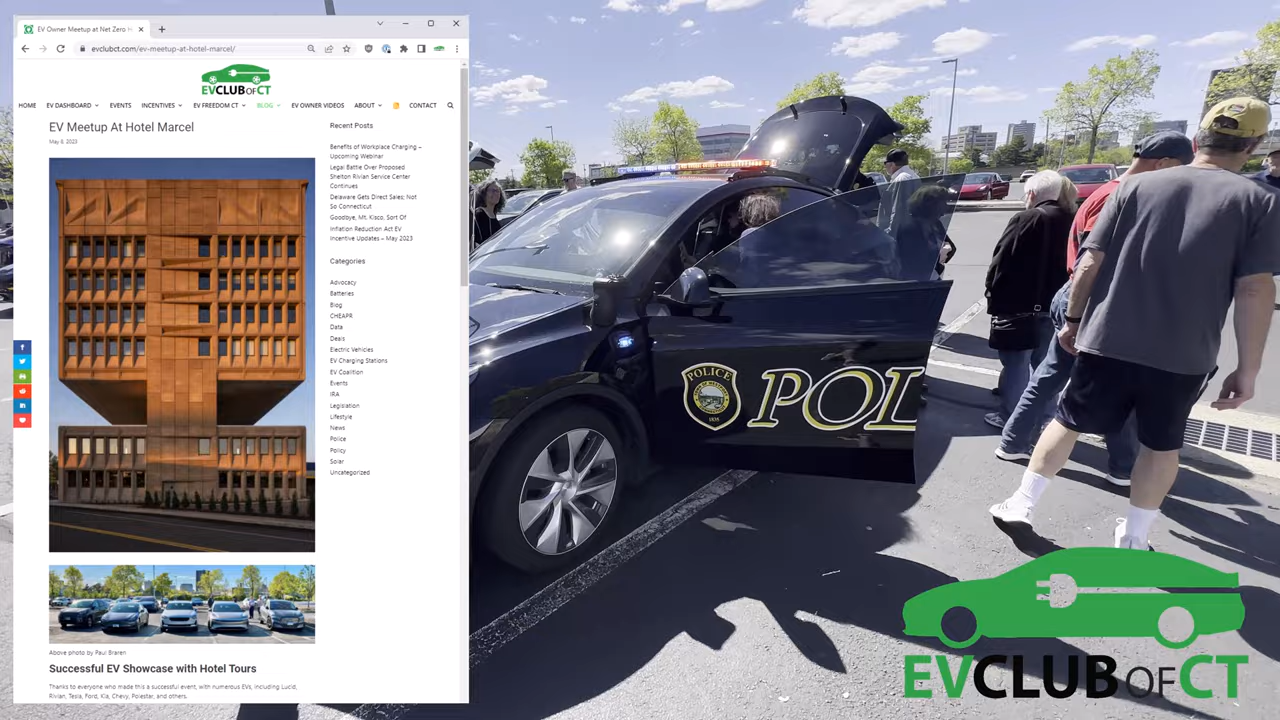 EV Owner Meetup at Net Zero H
evclubct.com/ev-meetup-at-hotel-marcel/
EVCLUBOFCT
HOME EV DASHBOARD EVENTS INCENTIVES EV FREEDOM CT BLOG EV OWNER VIDEOS ABOUT CONTACT
EV Meetup At Hotel Marcel
May 8, 2023
Above photo by Paul Braren
Successful EV Showcase with Hotel Tours
Thanks to everyone who made this a successful event, with numerous EVs, including Lucid,
Rivian, Tesla, Ford, Kia, Chevy, Polestar, and others.
Recent Posts
Benefits of Workplace Charging –
Upcoming Webinar
Legal Battle Over Proposed
Shelton Rivian Service Center
Continues
Delaware Gets Direct Sales; Not
So Connecticut
Goodbye, Mt. Kisco, Sort Of
Inflation Reduction Act EV
Incentive Updates – May 2023
Categories
Advocacy
Batteries
Blog
CHEAPR
Data
Deals
Electric Vehicles
EV Charging Stations
EV Coalition
Events
IRA
Legislation
Lifestyle
News
Police
Policy
Solar
Uncategorized
POLICE
POL
EVCLUBOFCT